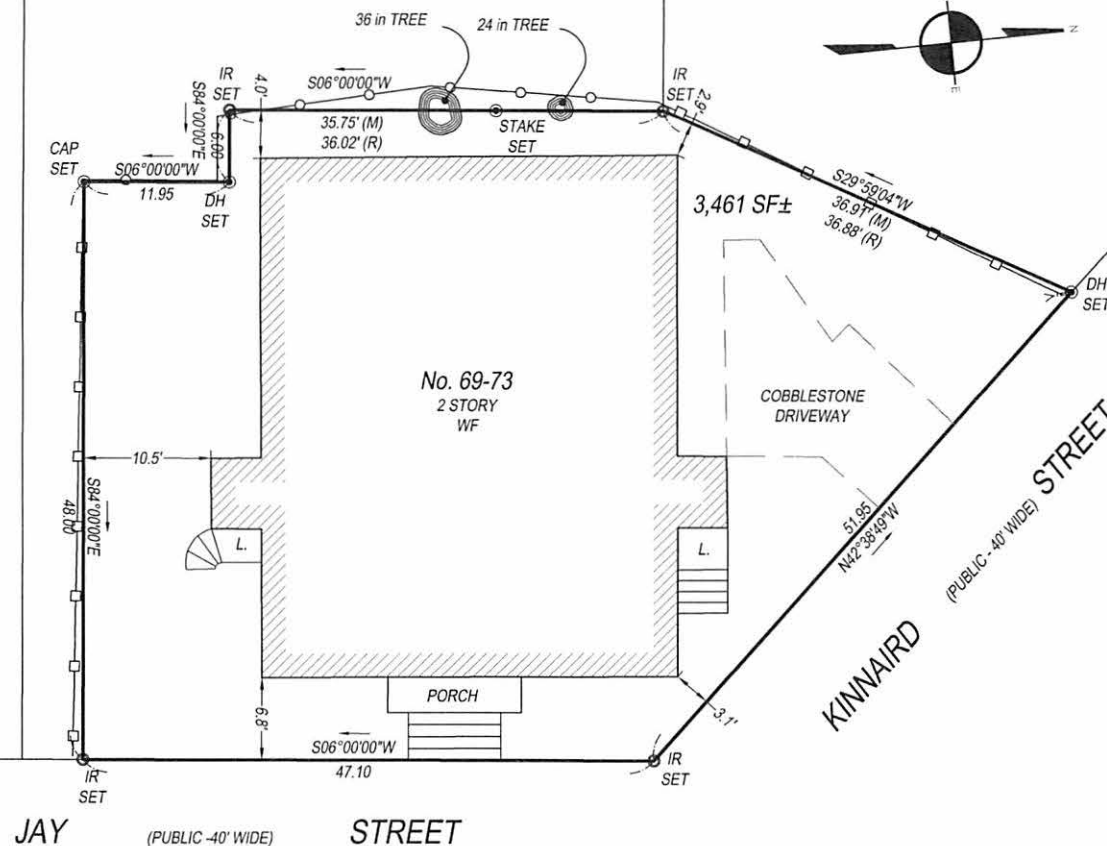 36 in TREE
24 in TREE
N
E
IR
SET
S06°00'00"W
4.0'
35.75' (M)
36.02' (R)
STAKE
SET
IR
SET
2.9'
S84°00'00"E
6.00
CAP
SET
S06°00'00"W
11.95
DH
SET
3,461 SF±
S29°59'04"W
36.91' (M)
36.88' (R)
DH
SET
No. 69-73
2 STORY
WF
COBBLESTONE
DRIVEWAY
10.5'
S84°00'00"E
48.00
L.
L.
51.95
N42°38'49"W
KINNAIRD (PUBLIC - 40' WIDE) STREET
PORCH
6.8'
3.1'
S06°00'00"W
47.10
IR
SET
IR
SET
JAY (PUBLIC -40' WIDE) STREET